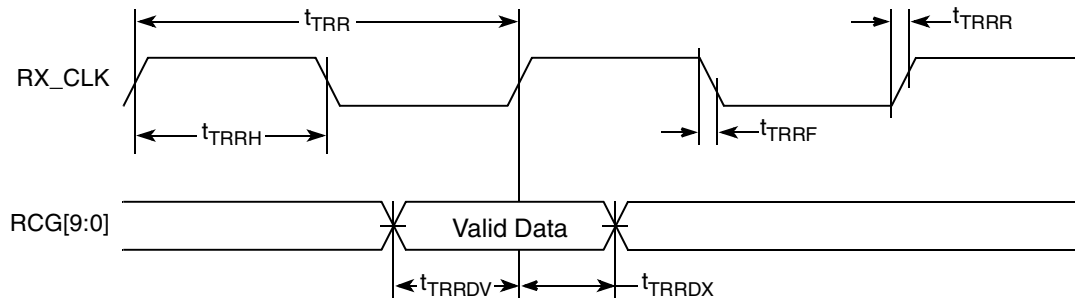 tTRR
tTRRR
RX_CLK
tTRRH
tTRRF
RCG[9:0]
Valid Data
tTRRDV
tTRRDX